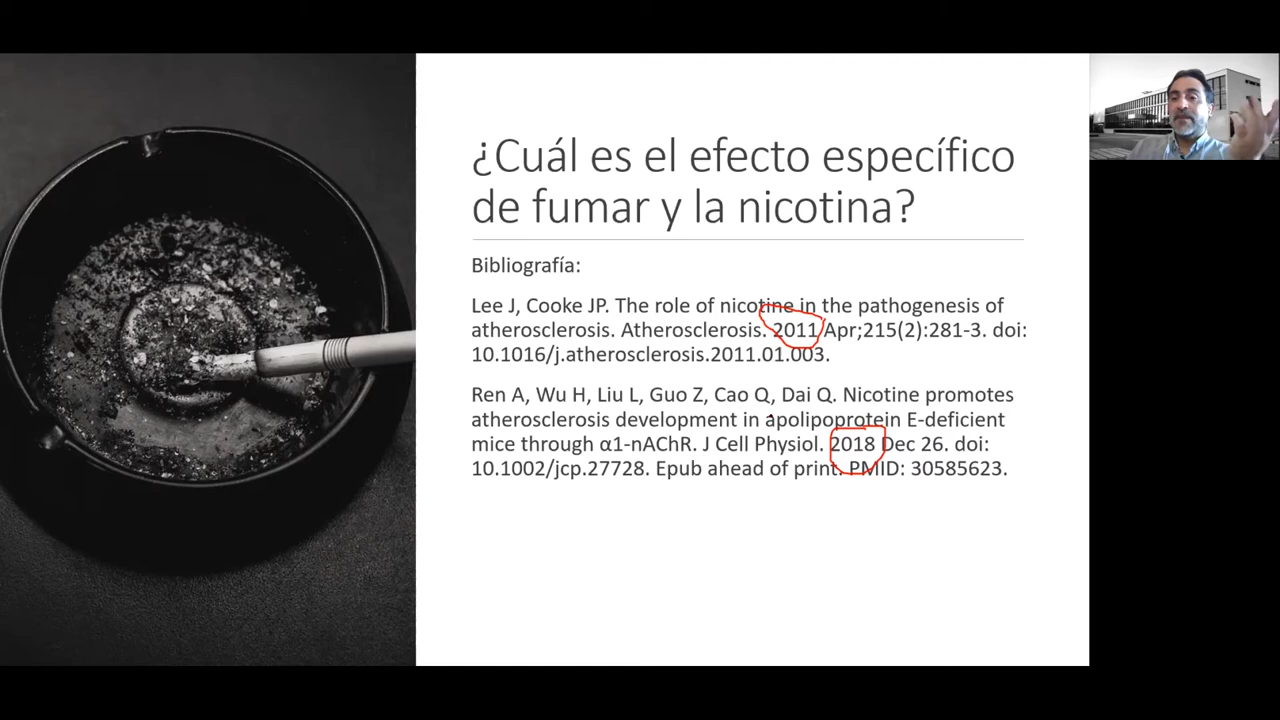 ¿Cuál es el efecto específico
de fumar y la nicotina?
Bibliografía:
Lee J, Cooke JP. The role of nicotine in the pathogenesis of
atherosclerosis. Atherosclerosis. 2011 Apr;215(2):281-3. doi:
10.1016/j.atherosclerosis.2011.01.003.
Ren A, Wu H, Liu L, Guo Z, Cao Q, Dai Q. Nicotine promotes
atherosclerosis development in apolipoprotein E-deficient
mice through α1-nAChR. J Cell Physiol. 2018 Dec 26. doi:
10.1002/jcp.27728. Epub ahead of print. PMID: 30585623.